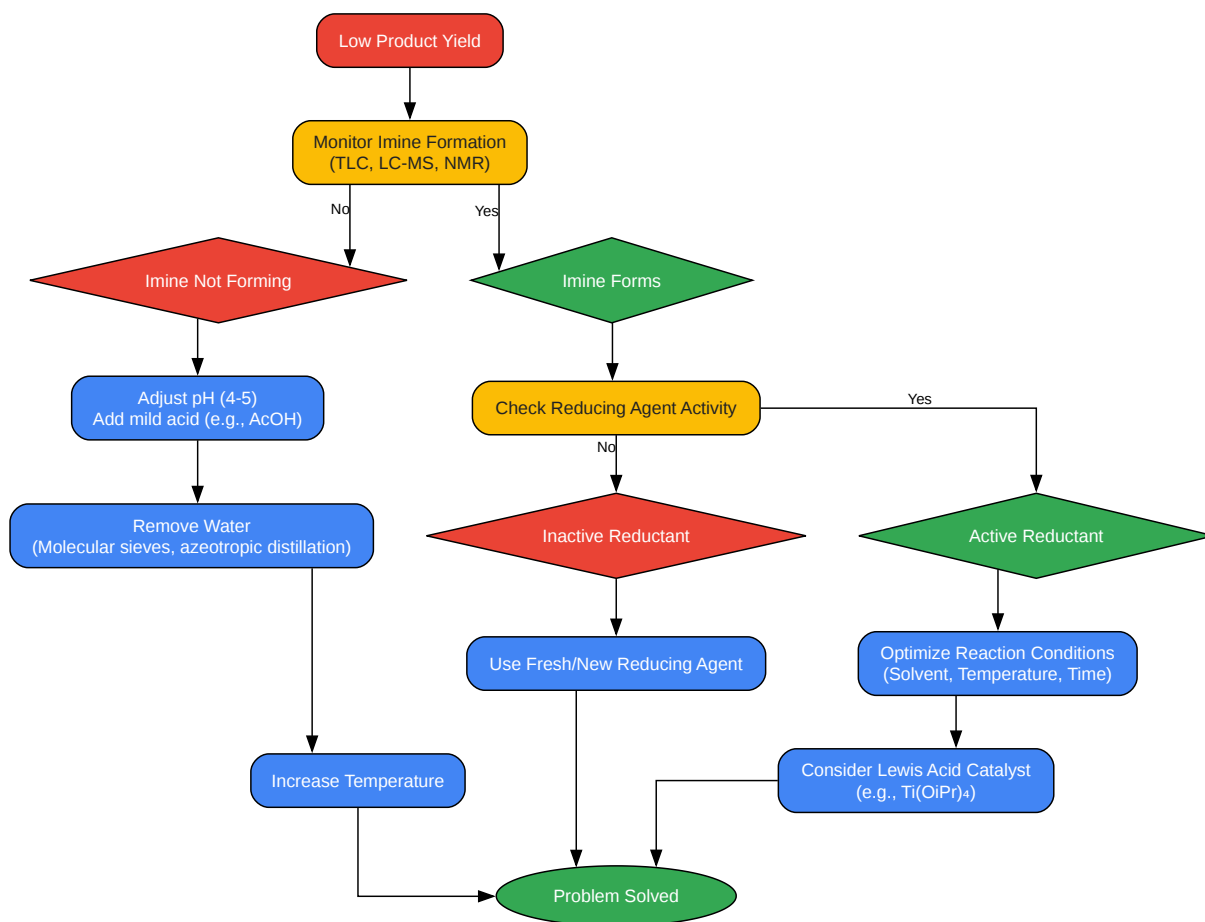 Low Product Yield
Monitor Imine Formation
(TLC, LC-MS, NMR)
No
Yes
Imine Not Forming
Imine Forms
Adjust pH (4-5)
Add mild acid (e.g., AcOH)
Check Reducing Agent Activity
Yes
No
Remove Water
(Molecular sieves, azeotropic distillation)
Inactive Reductant
Active Reductant
Use Fresh/New Reducing Agent
Optimize Reaction Conditions
(Solvent, Temperature, Time)
Increase Temperature
Consider Lewis Acid Catalyst
(e.g., Ti(OiPr)₄)
Problem Solved